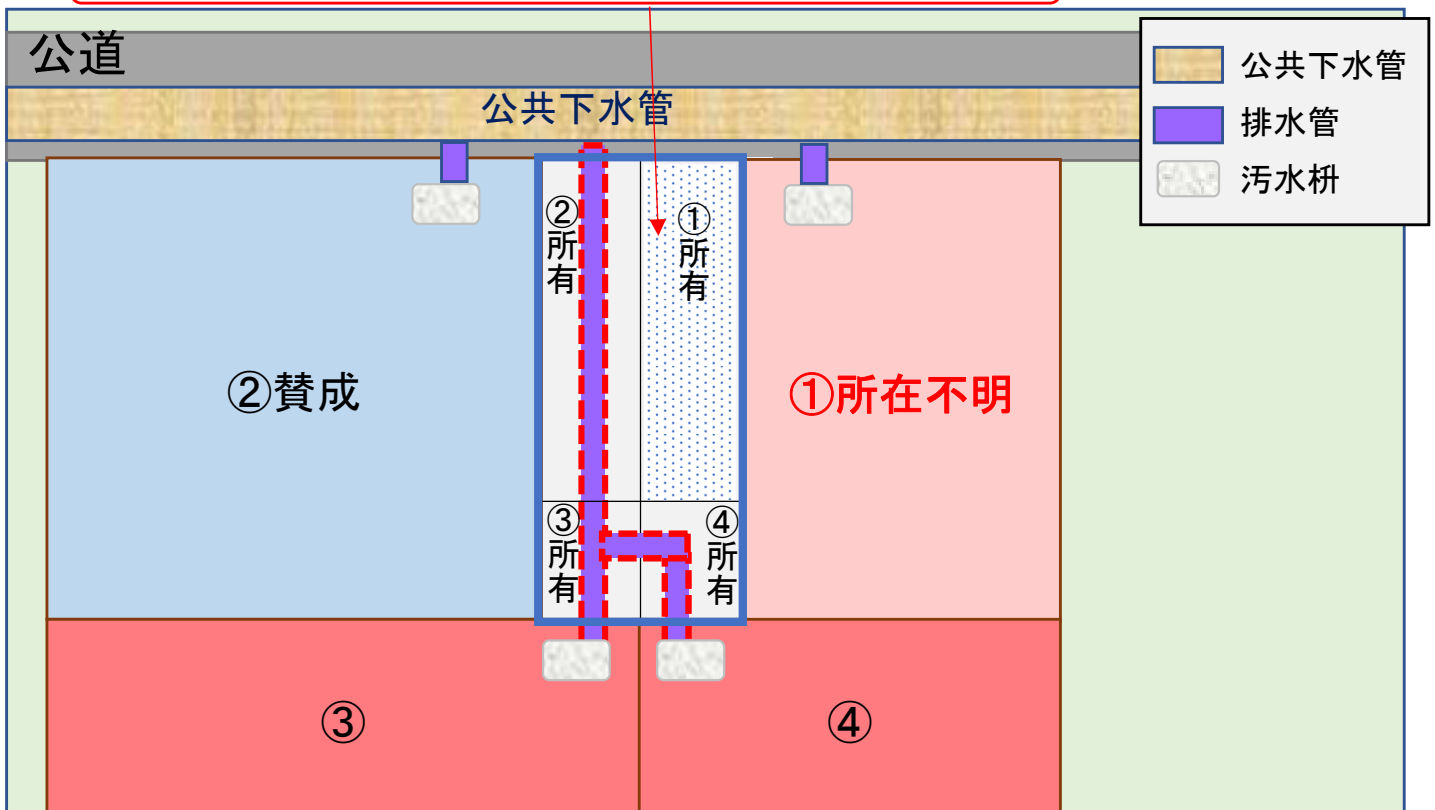 公道
公共下水管
公共下水管
排水管
汚水枡
②所有
①所有
②賛成
①所在不明
③所有
④所有
③
④